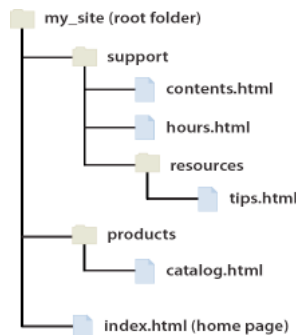 my_site (root folder)
support
contents.html
hours.html
resources
tips.html
products
catalog.html
index.html (home page)